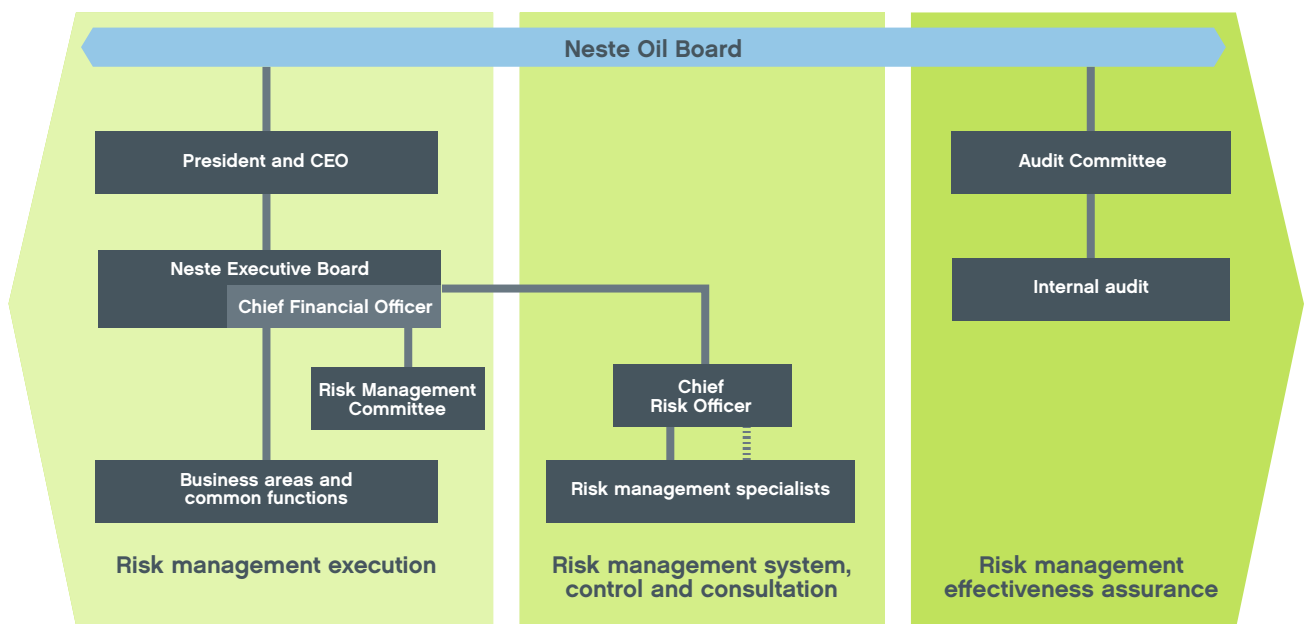 Neste Oil Board
President and CEO
Neste Executive Board
Chief Financial Officer
Risk Management
Committee
Business areas and
common functions
Risk management execution
Chief
Risk Officer
Risk management specialists
Risk management system,
control and consultation
Audit Committee
Internal audit
Risk management
effectiveness assurance